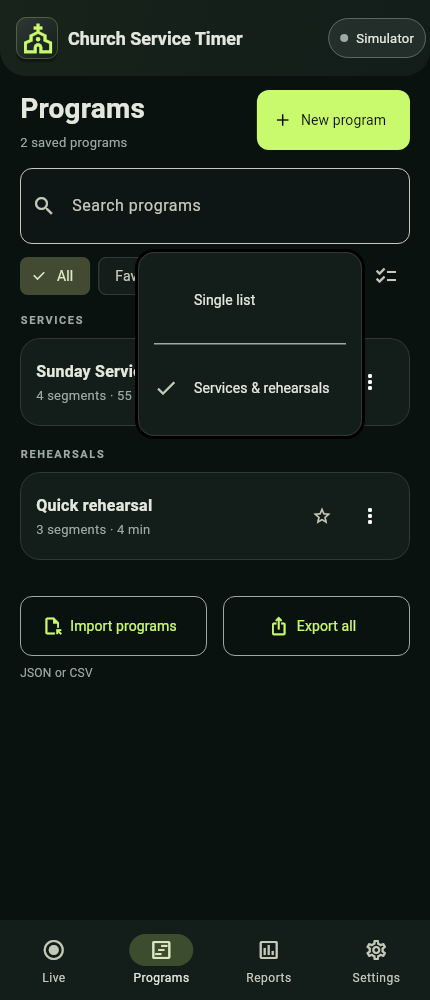 Church Service Timer
Simulator
Programs
2 saved programs
New program
Search programs
All
Fav
Single list
Services & rehearsals
SERVICES
Sunday Servi
4 segments · 55
REHEARSALS
Quick rehearsal
3 segments · 4 min
Import programs
Export all
JSON or CSV
Live
Programs
Reports
Settings